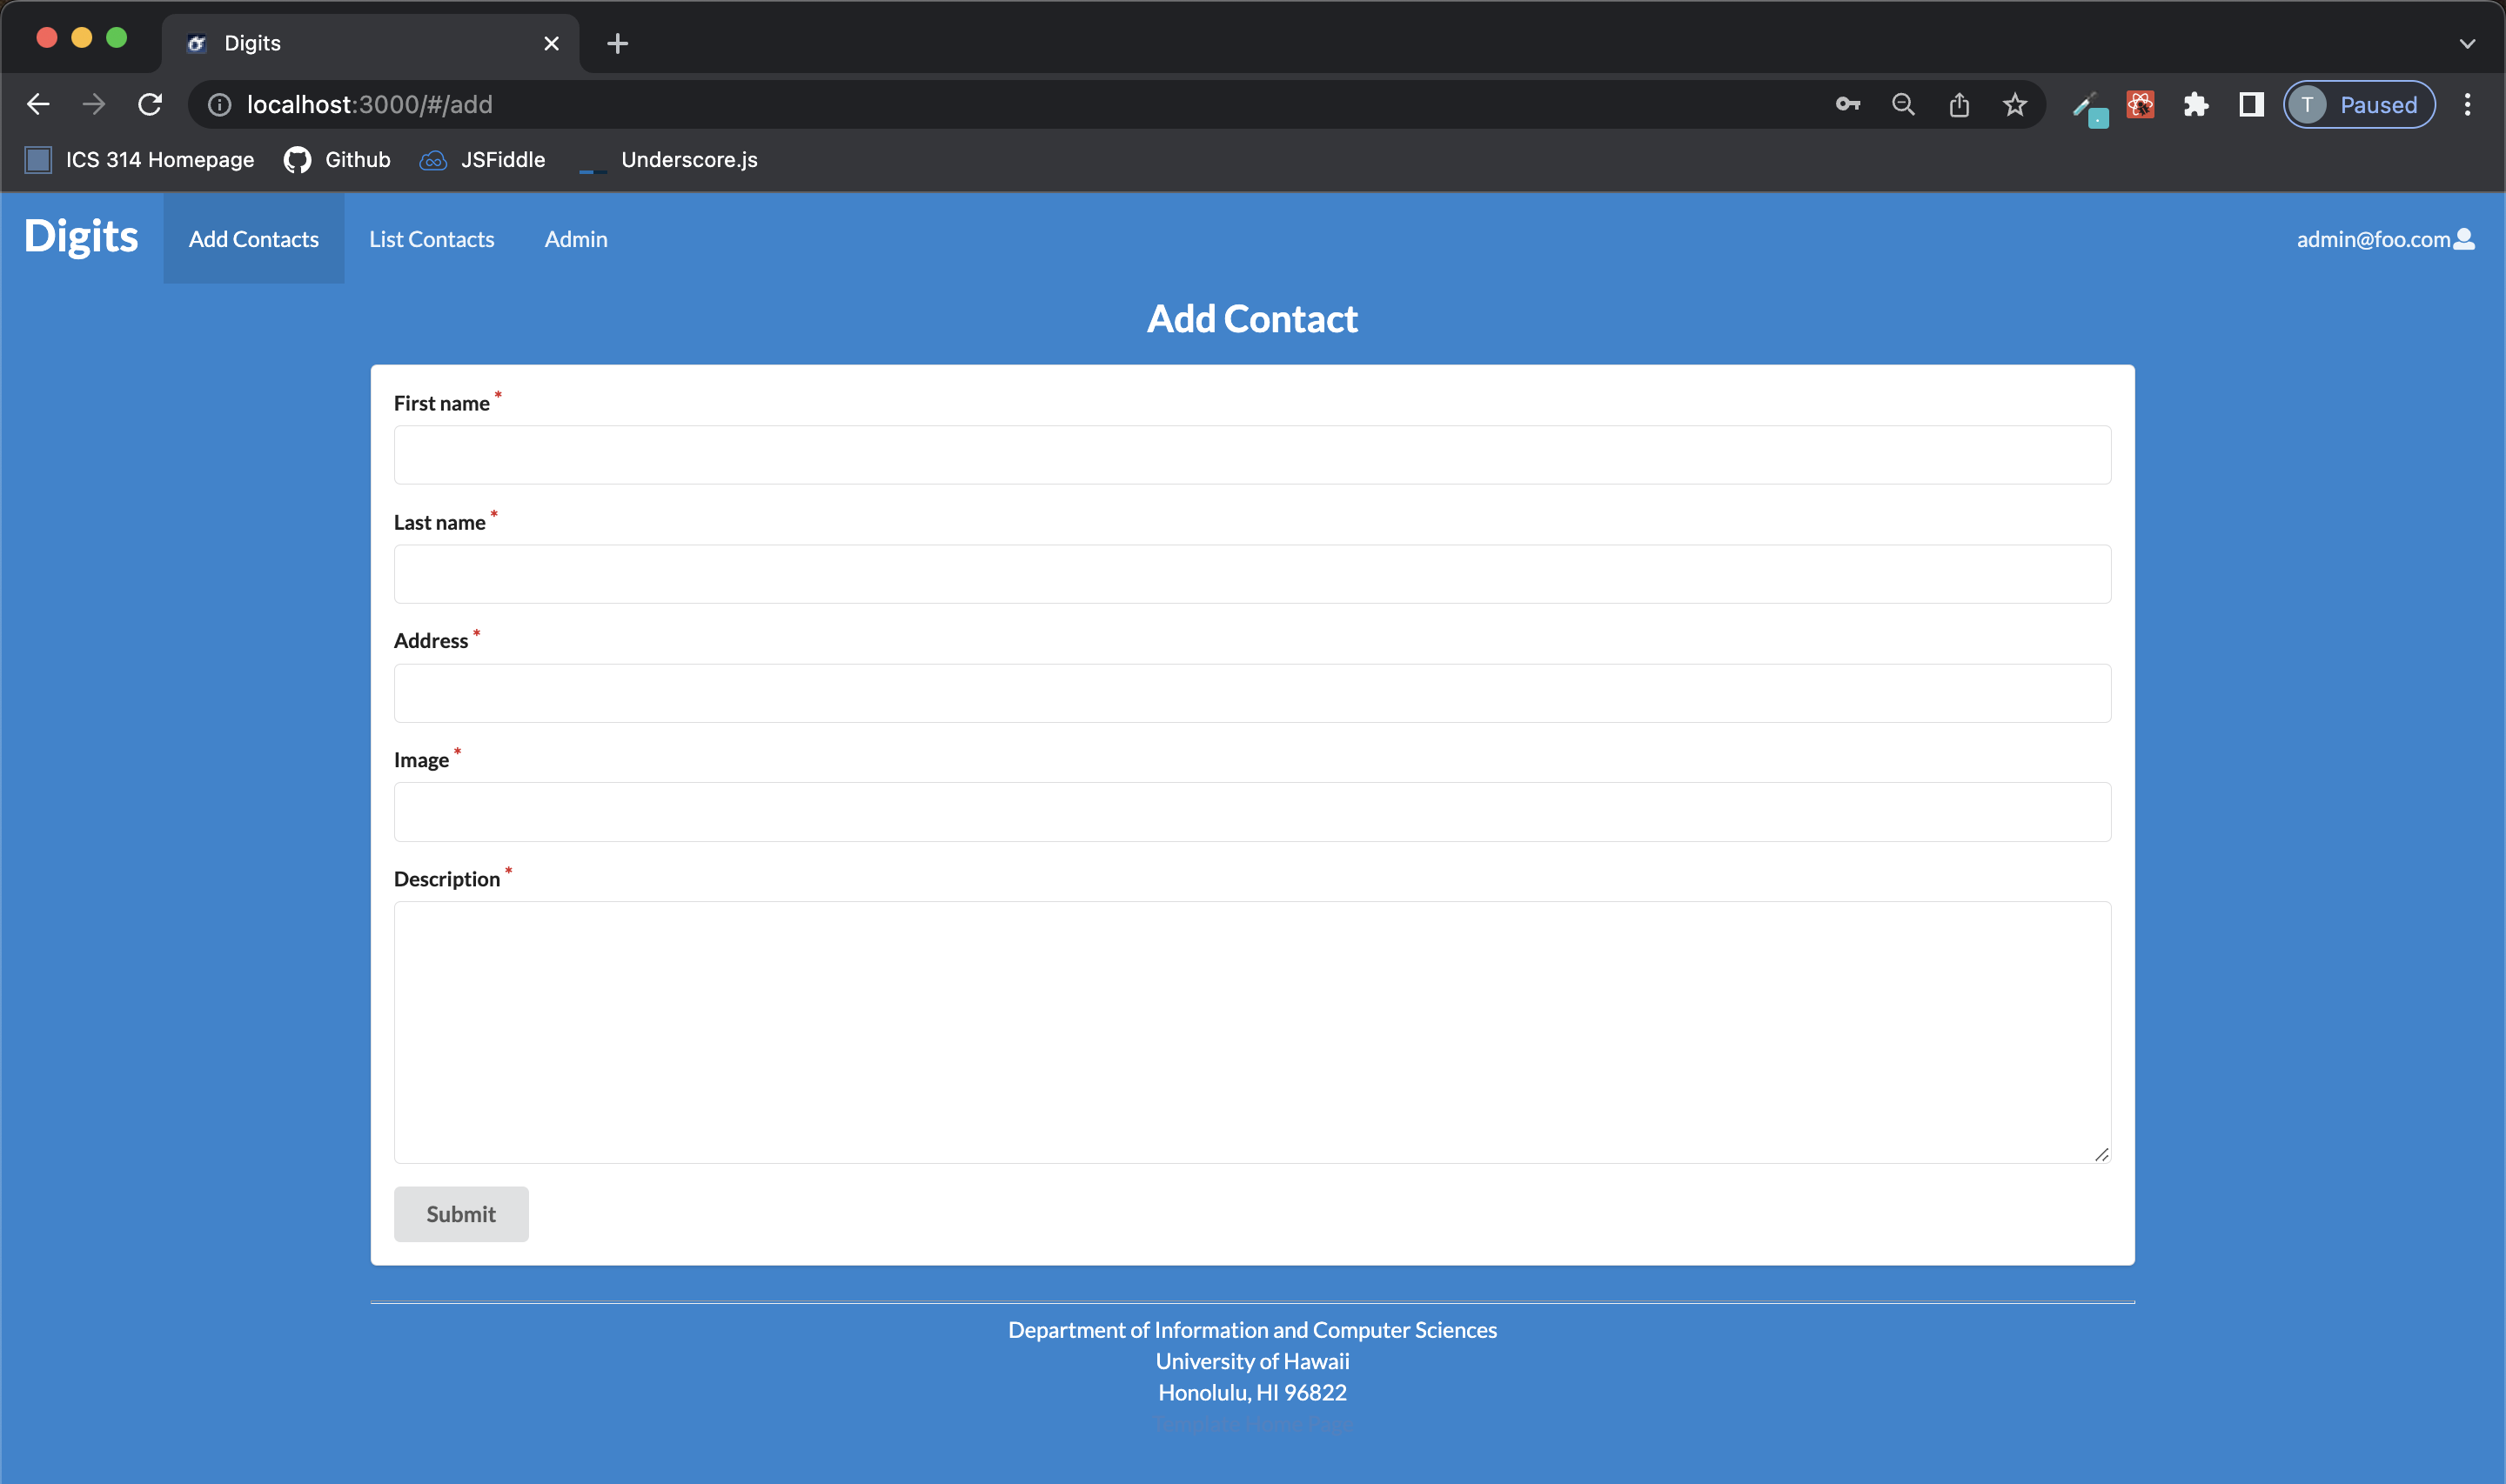 Digits
localhost:3000/#/add
T Paused
ICS 314 Homepage Github JSFiddle Underscore.js
Digits Add Contacts List Contacts Admin admin@foo.com
Add Contact
First name *
Last name *
Address *
Image *
Description *
Submit
Department of Information and Computer Sciences
University of Hawaii
Honolulu, HI 96822